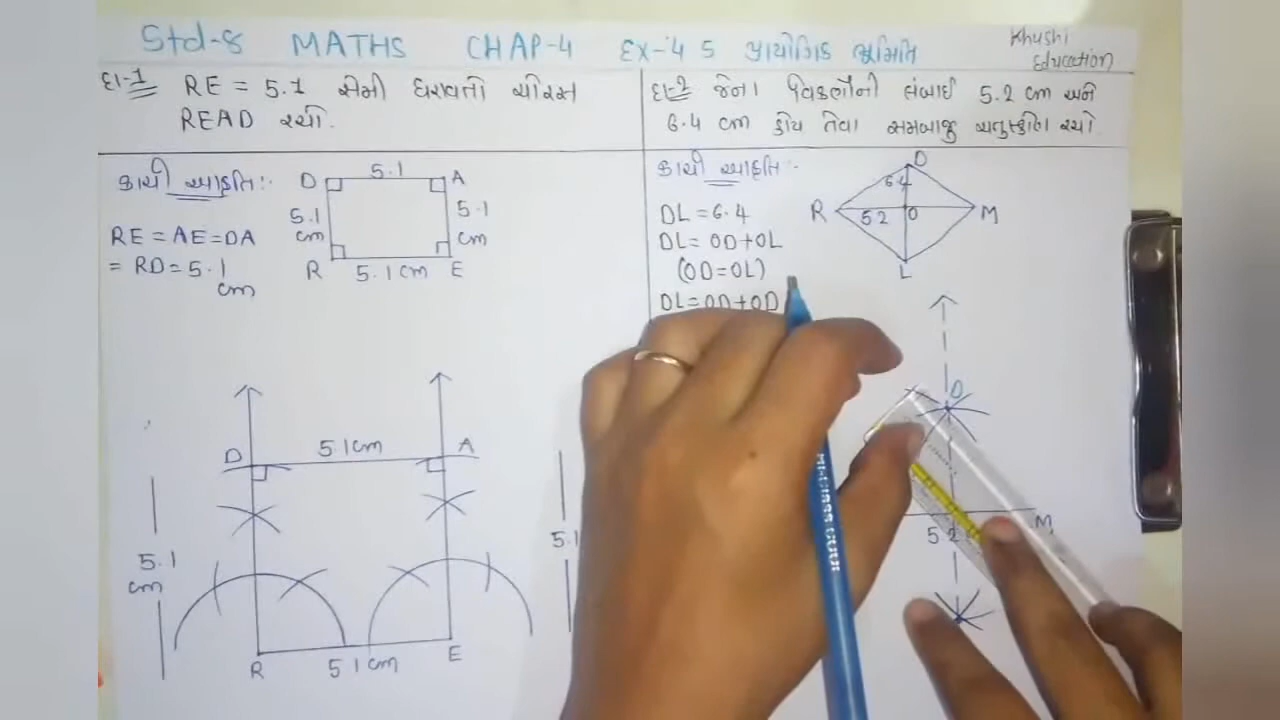 Std-8 MATHS CHAP-4 EX-4.5 પ્રાયોગિક ભૂમિતિ
Khushi Education
દા-1 RE = 5.1 સેમી ધરાવતો ચોરસ
READ રચો.
દા-2 જેના વિકર્ણોની લંબાઈ 5.2 cm અને
6.4 cm હોય તેવા સમબાજુ ચતુષ્કોણ રચો.
કાચી આકૃતિ:-
RE = AE = DA
= RD = 5.1
cm
D 5.1 A
5.1 cm
5.1 cm
R 5.1 cm E
કાચી આકૃતિ:-
DL = 6.4
DL = OD + OL
(OD = OL)
DL = OD + OD
D
6.4
R 5.2 O M
L
D 5.1 cm A
5.1 cm
R 5.1 cm E
5.1
D
M
5.2